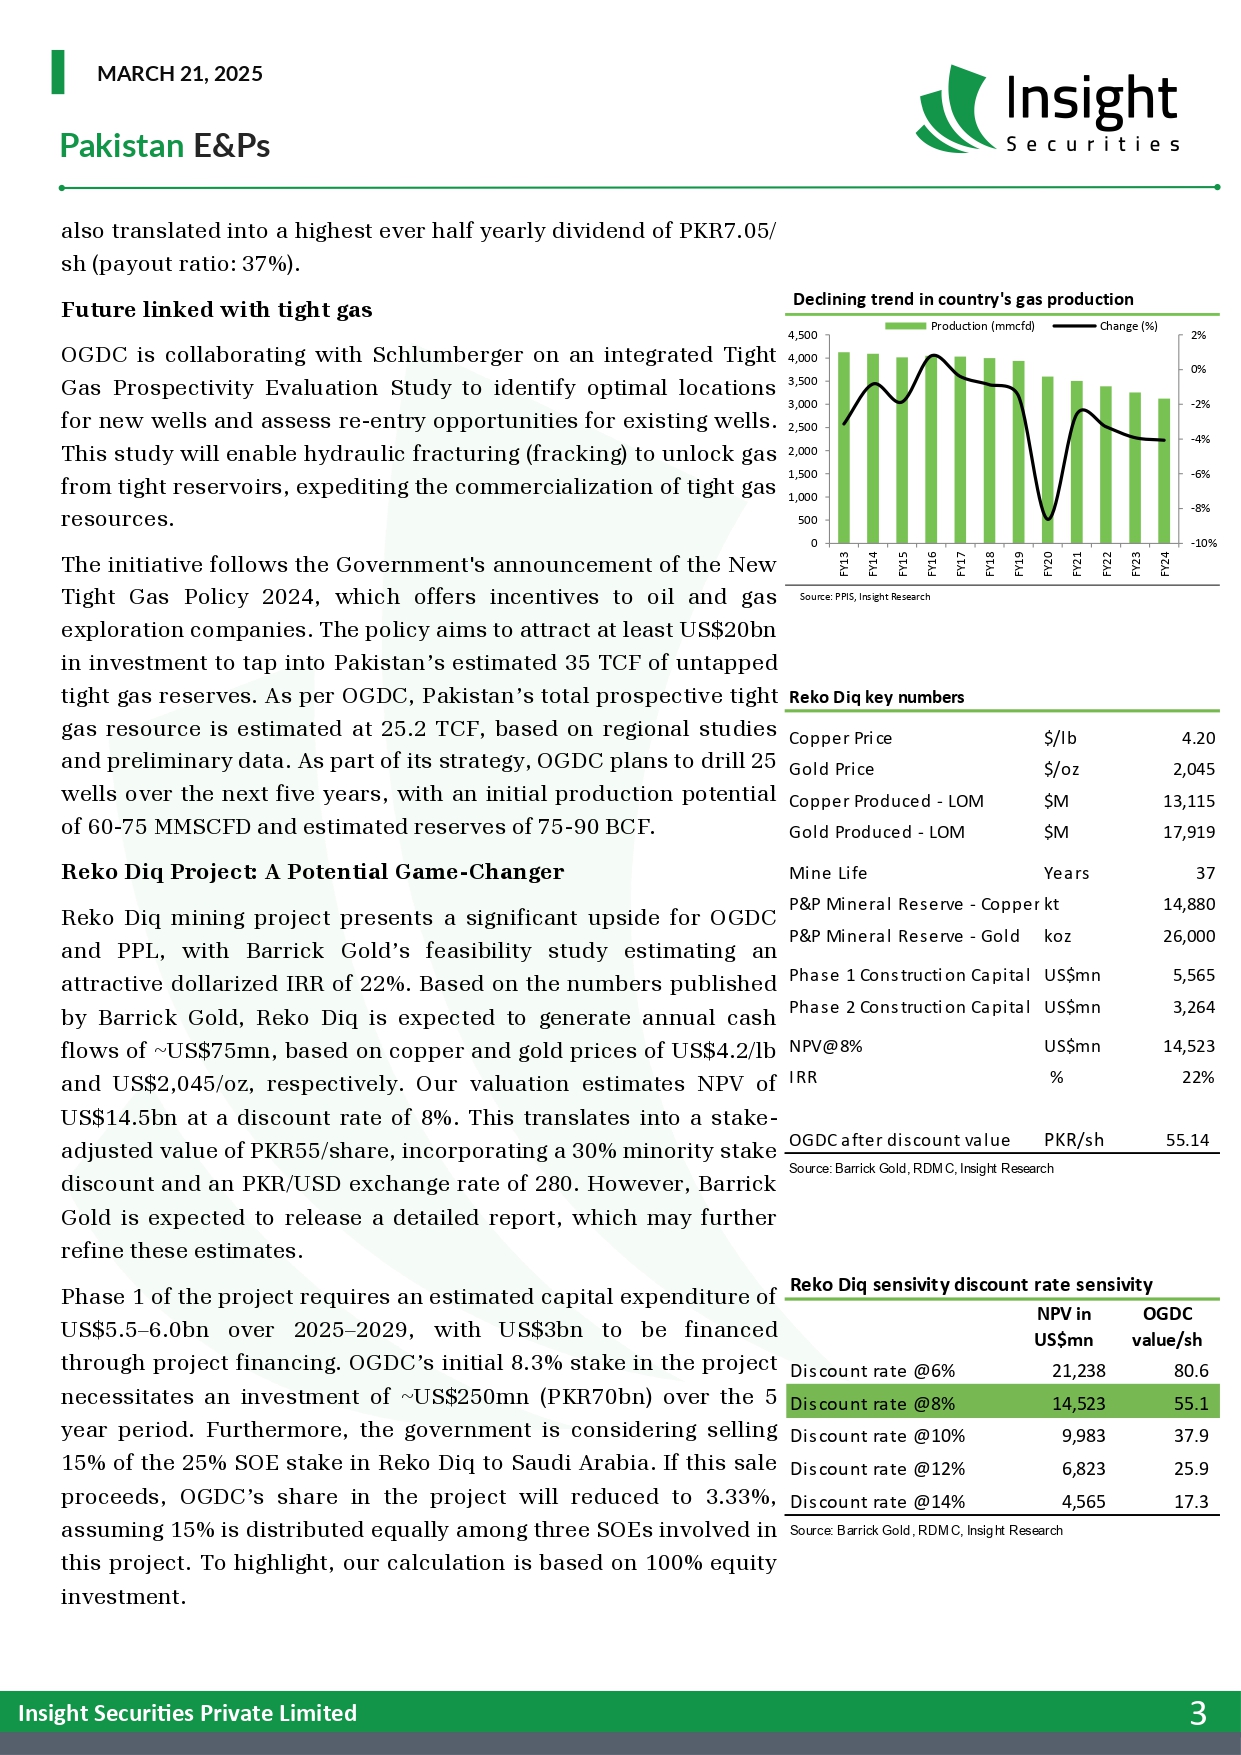 MARCH 21, 2025
Insight
Securities
Pakistan E&Ps
also translated into a highest ever half yearly dividend of PKR7.05/
sh (payout ratio: 37%).
Future linked with tight gas
OGDC is collaborating with Schlumberger on an integrated Tight
Gas Prospectivity Evaluation Study to identify optimal locations
for new wells and assess re-entry opportunities for existing wells.
This study will enable hydraulic fracturing (fracking) to unlock gas
from tight reservoirs, expediting the commercialization of tight gas
resources.
The initiative follows the Government's announcement of the New
Tight Gas Policy 2024, which offers incentives to oil and gas
exploration companies. The policy aims to attract at least US$20bn
in investment to tap into Pakistan’s estimated 35 TCF of untapped
tight gas reserves. As per OGDC, Pakistan’s total prospective tight
gas resource is estimated at 25.2 TCF, based on regional studies
and preliminary data. As part of its strategy, OGDC plans to drill 25
wells over the next five years, with an initial production potential
of 60-75 MMSCFD and estimated reserves of 75-90 BCF.
Reko Diq Project: A Potential Game-Changer
Reko Diq mining project presents a significant upside for OGDC
and PPL, with Barrick Gold’s feasibility study estimating an
attractive dollarized IRR of 22%. Based on the numbers published
by Barrick Gold, Reko Diq is expected to generate annual cash
flows of ~US$75mn, based on copper and gold prices of US$4.2/lb
and US$2,045/oz, respectively. Our valuation estimates NPV of
US$14.5bn at a discount rate of 8%. This translates into a stake-
adjusted value of PKR55/share, incorporating a 30% minority stake
discount and an PKR/USD exchange rate of 280. However, Barrick
Gold is expected to release a detailed report, which may further
refine these estimates.
Phase 1 of the project requires an estimated capital expenditure of
US$5.5–6.0bn over 2025–2029, with US$3bn to be financed
through project financing. OGDC’s initial 8.3% stake in the project
necessitates an investment of ~US$250mn (PKR70bn) over the 5
year period. Furthermore, the government is considering selling
15% of the 25% SOE stake in Reko Diq to Saudi Arabia. If this sale
proceeds, OGDC’s share in the project will reduced to 3.33%,
assuming 15% is distributed equally among three SOEs involved in
this project. To highlight, our calculation is based on 100% equity
investment.
Declining trend in country's gas production
Production (mmcfd) Change (%)
4,500 2%
4,000 0%
3,500 -2%
3,000 -4%
2,500 -6%
2,000 -8%
1,500 -10%
1,000
500
0
FY13 FY14 FY15 FY16 FY17 FY18 FY19 FY20 FY21 FY22 FY23 FY24
Source: PPIS, Insight Research
Reko Diq key numbers
Copper Price $/lb 4.20
Gold Price $/oz 2,045
Copper Produced - LOM $M 13,115
Gold Produced - LOM $M 17,919
Mine Life Years 37
P&P Mineral Reserve - Copper kt 14,880
P&P Mineral Reserve - Gold koz 26,000
Phase 1 Construction Capital US$mn 5,565
Phase 2 Construction Capital US$mn 3,264
NPV@8% US$mn 14,523
IRR % 22%
OGDC after discount value PKR/sh 55.14
Source: Barrick Gold, RDMC, Insight Research
Reko Diq sensivity discount rate sensivity
NPV in OGDC
US$mn value/sh
Discount rate @6% 21,238 80.6
Discount rate @8% 14,523 55.1
Discount rate @10% 9,983 37.9
Discount rate @12% 6,823 25.9
Discount rate @14% 4,565 17.3
Source: Barrick Gold, RDMC, Insight Research
Insight Securities Private Limited 3